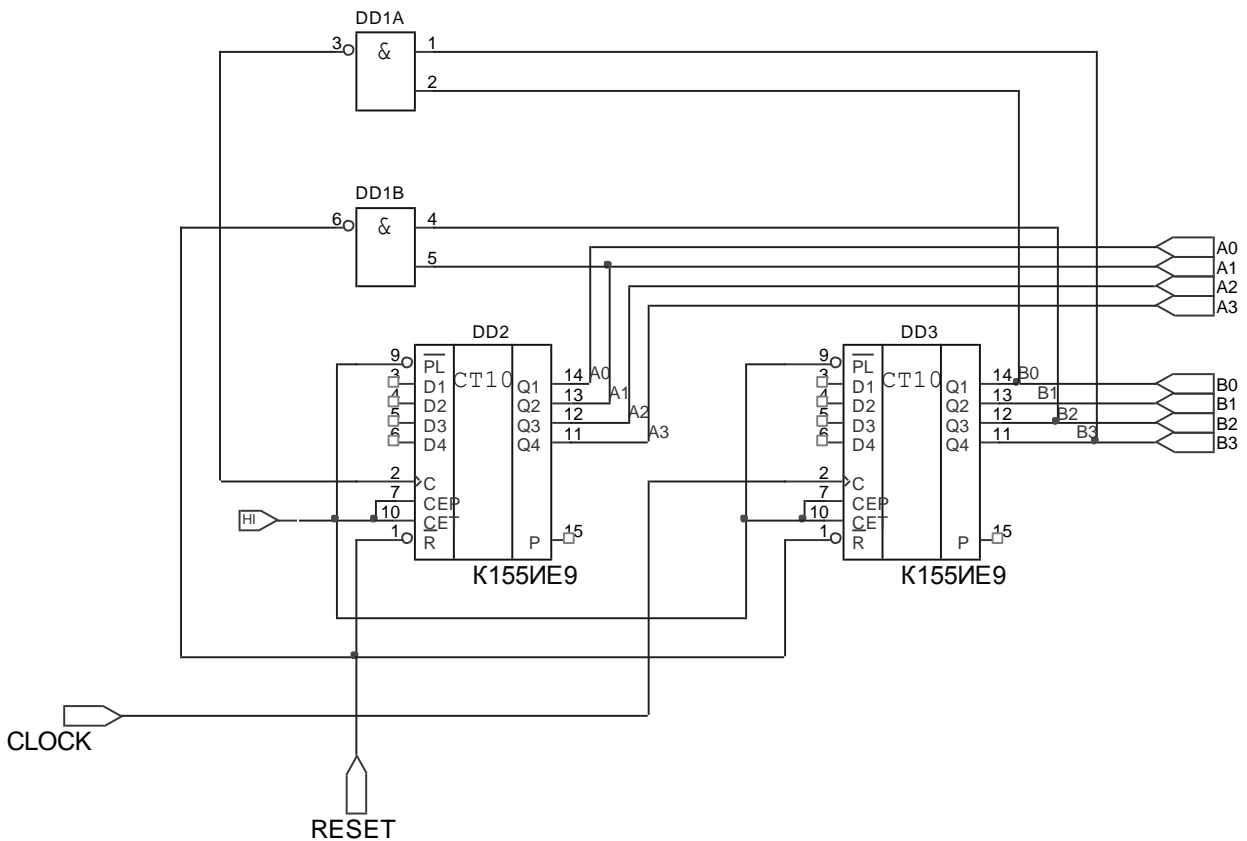 DD1A
3 & 1
2
DD1B
6 & 4
5
A0
A1
A2
A3
DD2
9 PL CT10
3 D1 Q1 14 A0
4 D2 Q2 13 A1
5 D3 Q3 12 A2
6 D4 Q4 11 A3
2 C
7 CEP
10 CET
1 R P 15
К155ИЕ9
DD3
9 PL CT10
3 D1 Q1 14 B0
4 D2 Q2 13 B1
5 D3 Q3 12 B2
6 D4 Q4 11 B3
2 C
7 CEP
10 CET
1 R P 15
К155ИЕ9
B0
B1
B2
B3
HI
CLOCK
RESET